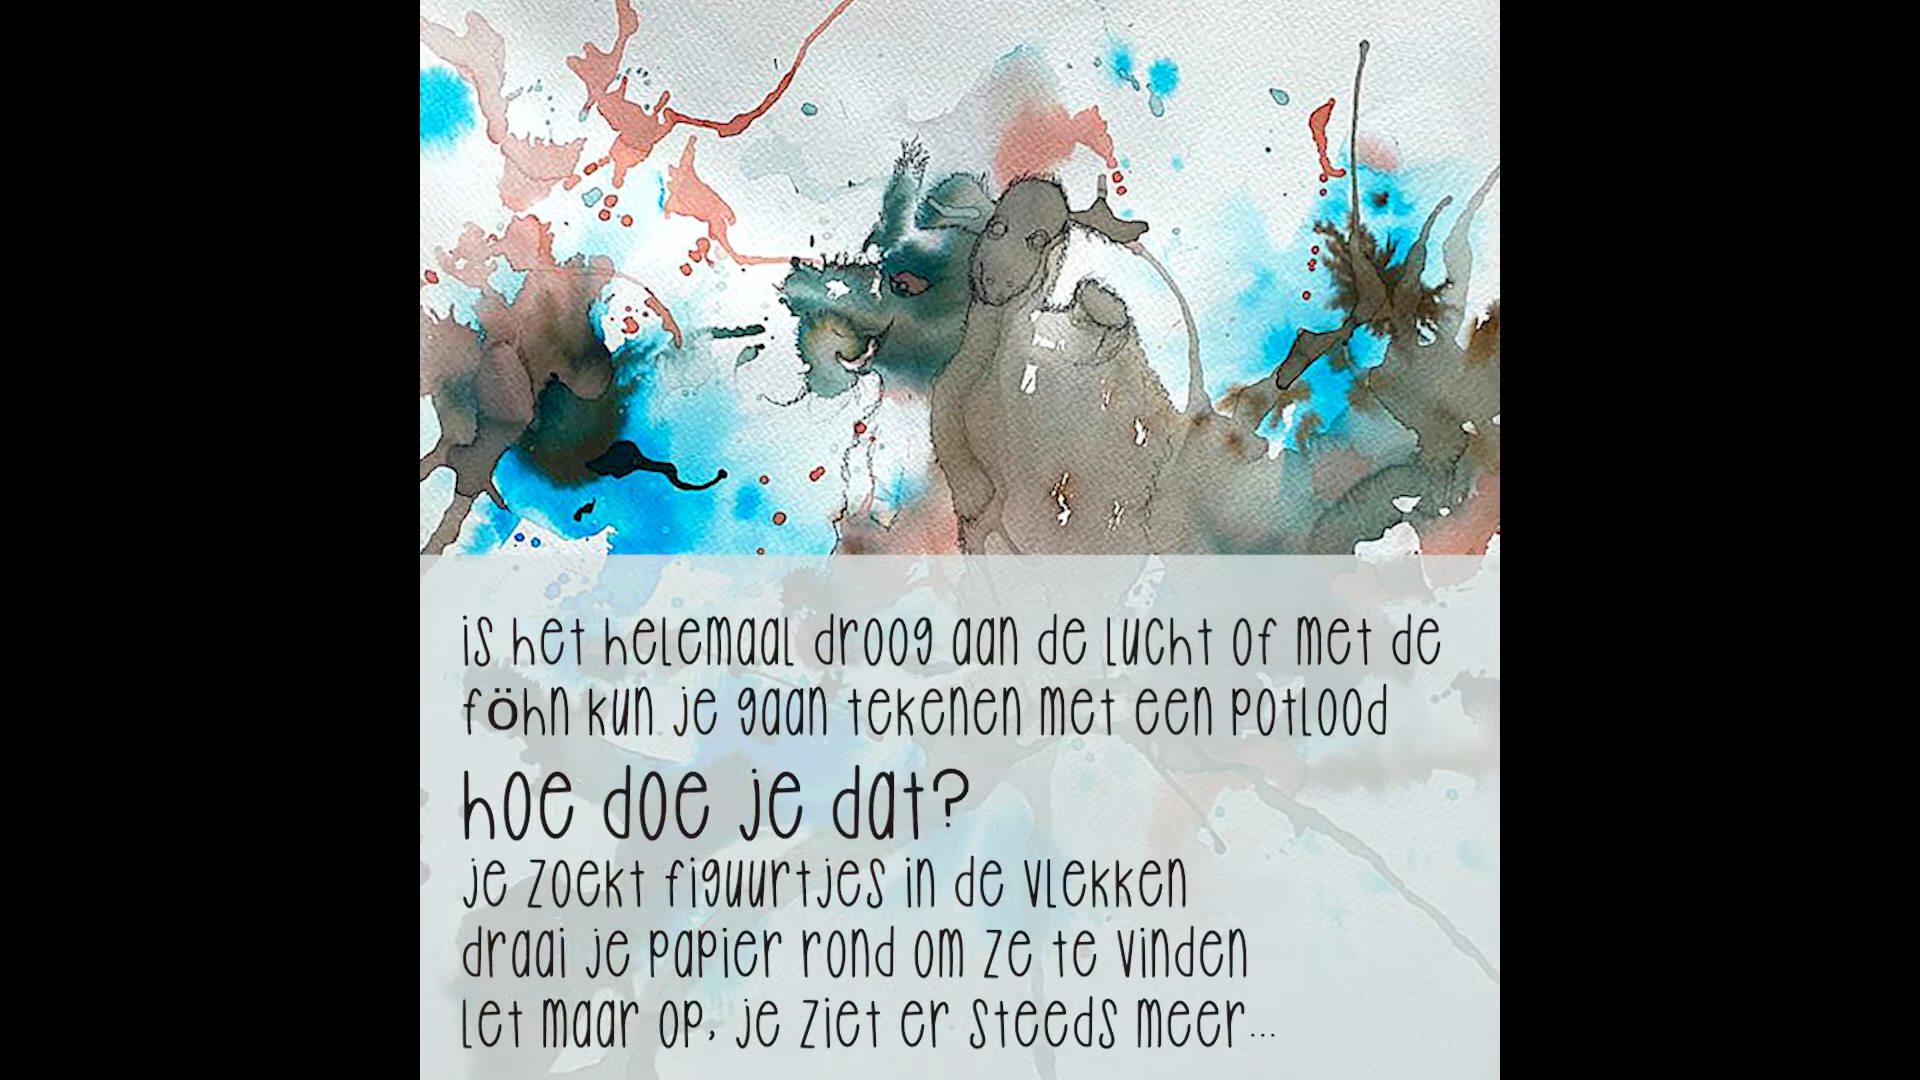 is het helemaal droog aan de lucht of met de
föhn kun je gaan tekenen met een potlood
hoe doe je dat?
je zoekt figuurtjes in de vlekken
draai je papier rond om ze te vinden
let maar op, je ziet er steeds meer...